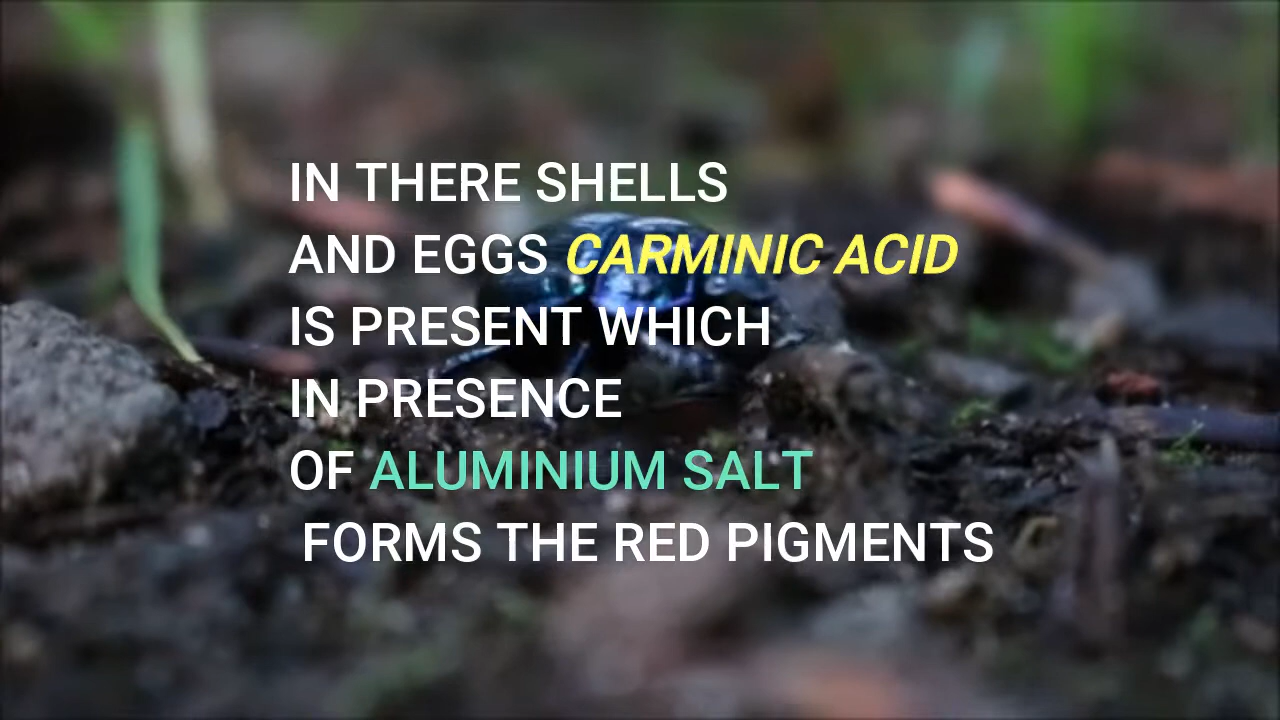 IN THERE SHELLS
AND EGGS CARMINIC ACID
IS PRESENT WHICH
IN PRESENCE
OF ALUMINIUM SALT
FORMS THE RED PIGMENTS